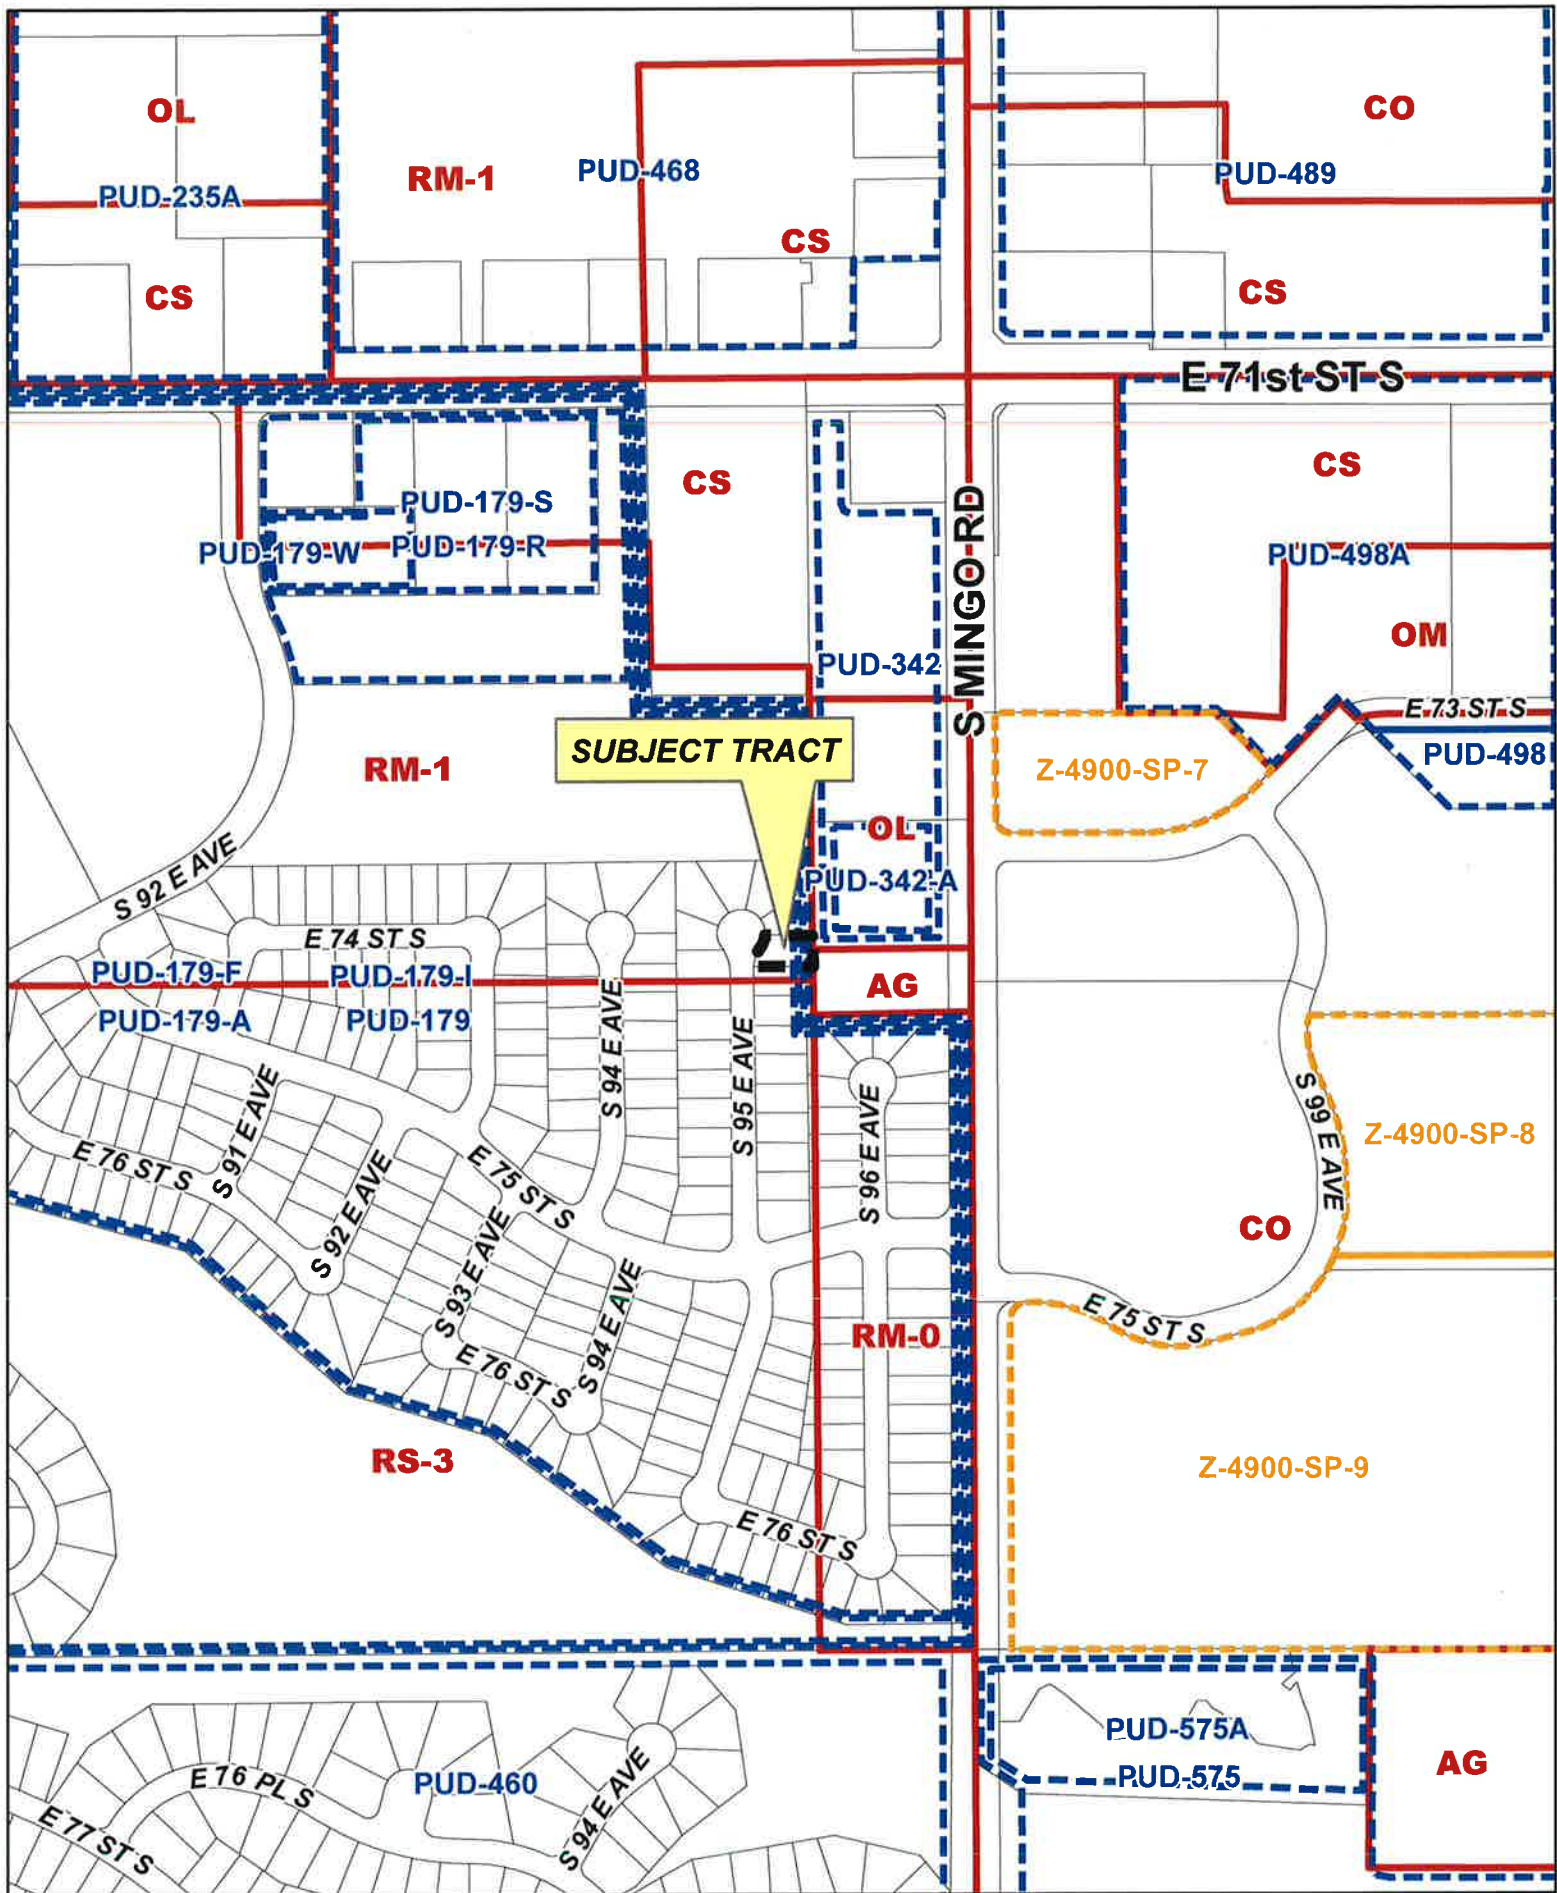 OL
CO
PUD-468
PUD-489
RM-1
PUD-235A
CS
CS
CS
E 71st ST S
CS
CS
PUD-179-S
PUD-179-W
PUD-179-R
PUD-498A
S MINGO RD
OM
PUD-342
E 73 ST S
SUBJECT TRACT
PUD-498
RM-1
Z-4900-SP-7
OL
S 92 E AVE
PUD-342-A
E 74 ST S
PUD-179-F
PUD-179-I
AG
PUD-179-A
PUD-179
S 94 E AVE
S 95 E AVE
S 91 E AVE
S 96 E AVE
S 99 E AVE
Z-4900-SP-8
E 76 ST S
E 75 ST S
S 92 E AVE
CO
S 93 E AVE
S 94 E AVE
E 75 ST S
RM-0
E 76 ST S
RS-3
Z-4900-SP-9
E 76 ST S
PUD-575A
AG
PUD-575
E 76 PL S
PUD-460
S 94 E AVE
E 77 ST S